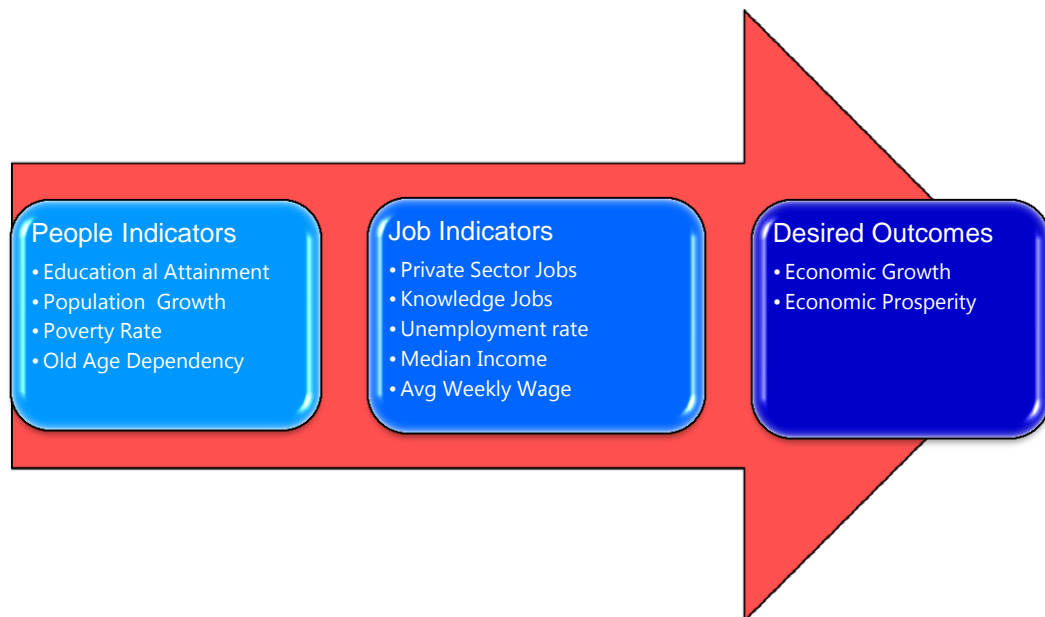 People Indicators
• Education al Attainment
• Population  Growth
• Poverty Rate
• Old Age Dependency
Job Indicators
• Private Sector Jobs
• Knowledge Jobs
• Unemployment rate
• Median Income
• Avg Weekly Wage
Desired Outcomes
• Economic Growth
• Economic Prosperity